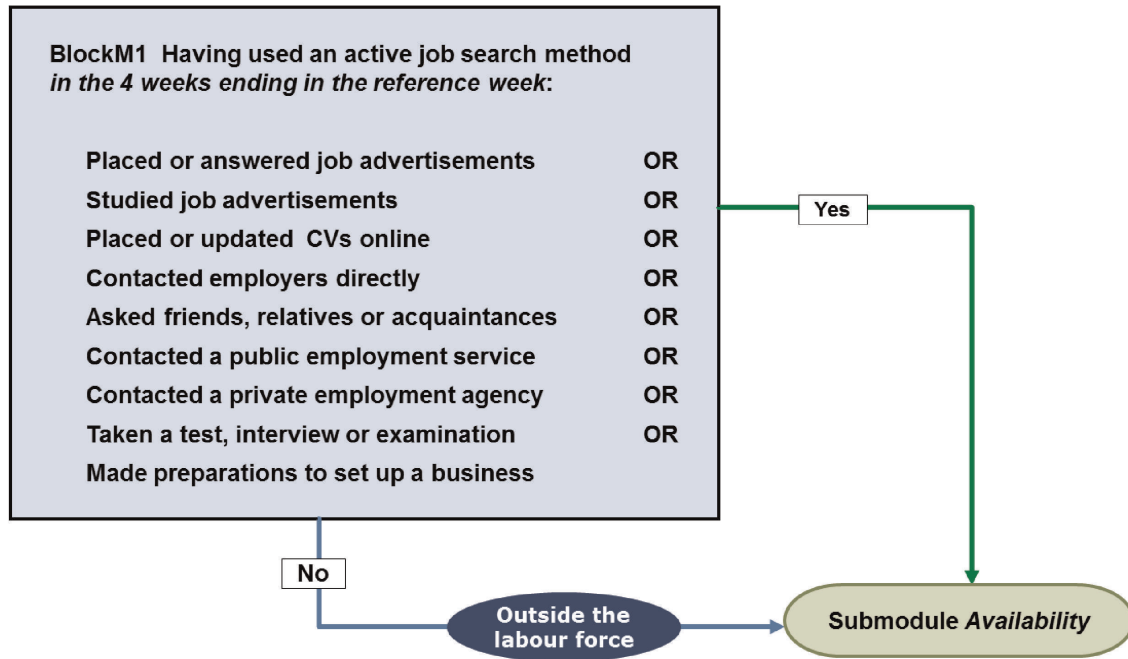 BlockM1 Having used an active job search method
in the 4 weeks ending in the reference week:
Placed or answered job advertisements OR
Studied job advertisements OR
Placed or updated CVs online OR
Contacted employers directly OR
Asked friends, relatives or acquaintances OR
Contacted a public employment service OR
Contacted a private employment agency OR
Taken a test, interview or examination OR
Made preparations to set up a business
Yes
No
Outside the
labour force
Submodule Availability